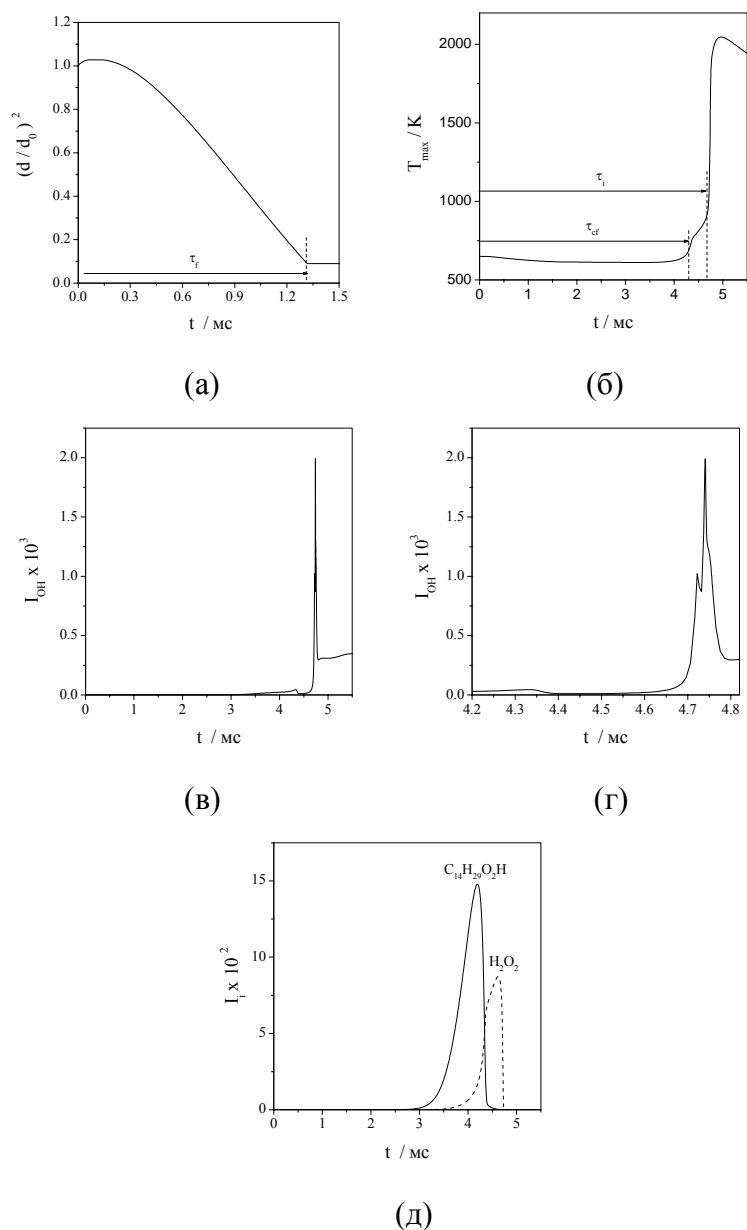 1.2
1.0
0.8
0.6
0.4
0.2
0.0
(d / d₀)²
τf
0.0 0.3 0.6 0.9 1.2 1.5
t / мс
(а)
2000
1500
1000
500
Tmax / K
τi
τcf
0 1 2 3 4 5
t / мс
(б)
2.0
1.5
1.0
0.5
0.0
IOH x 10³
0 1 2 3 4 5
t / мс
(в)
2.0
1.5
1.0
0.5
0.0
IOH x 10³
4.2 4.3 4.4 4.5 4.6 4.7 4.8
t / мс
(г)
15
10
5
0
Ii x 10⁻²
C₁₄H₂₉O₂H
H₂O₂
0 1 2 3 4 5
t / мс
(д)